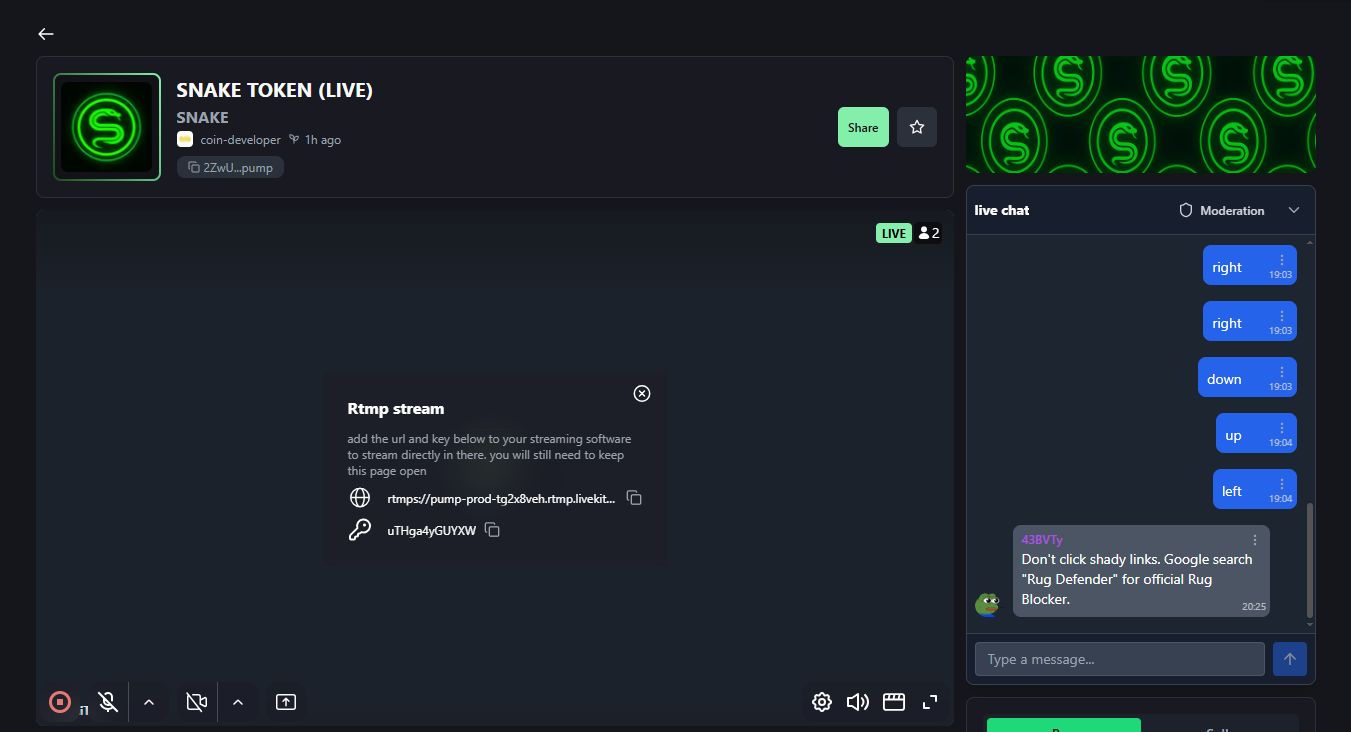 SNAKE TOKEN (LIVE)
SNAKE
coin-developer 1h ago
2ZwU...pump
Share
LIVE 2
Rtmp stream
add the url and key below to your streaming software
to stream directly in there. you will still need to keep
this page open
rtmps://pump-prod-tg2x8veh.rtmp.livekit...
uTHga4yGUYXW
live chat
Moderation
right
19:03
right
19:03
down
19:03
up
19:04
left
19:04
43BVTy
Don't click shady links. Google search
"Rug Defender" for official Rug
Blocker.
20:25
Type a message...